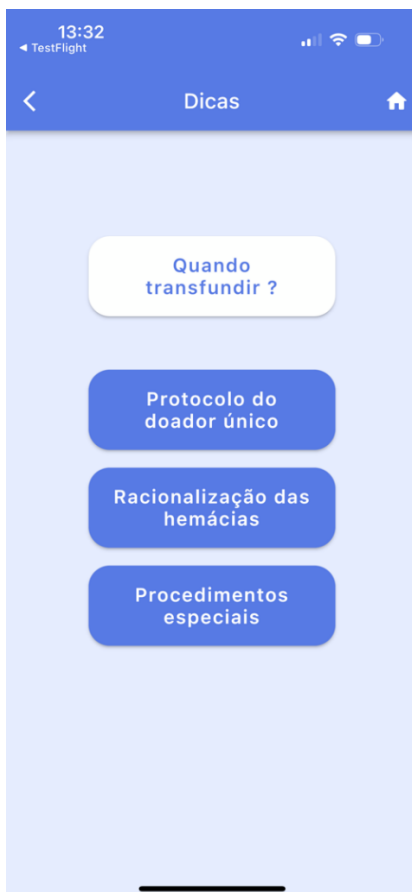 13:32
◀ TestFlight
Dicas
Quando
transfundir ?
Protocolo do
doador único
Racionalização das
hemácias
Procedimentos
especiais